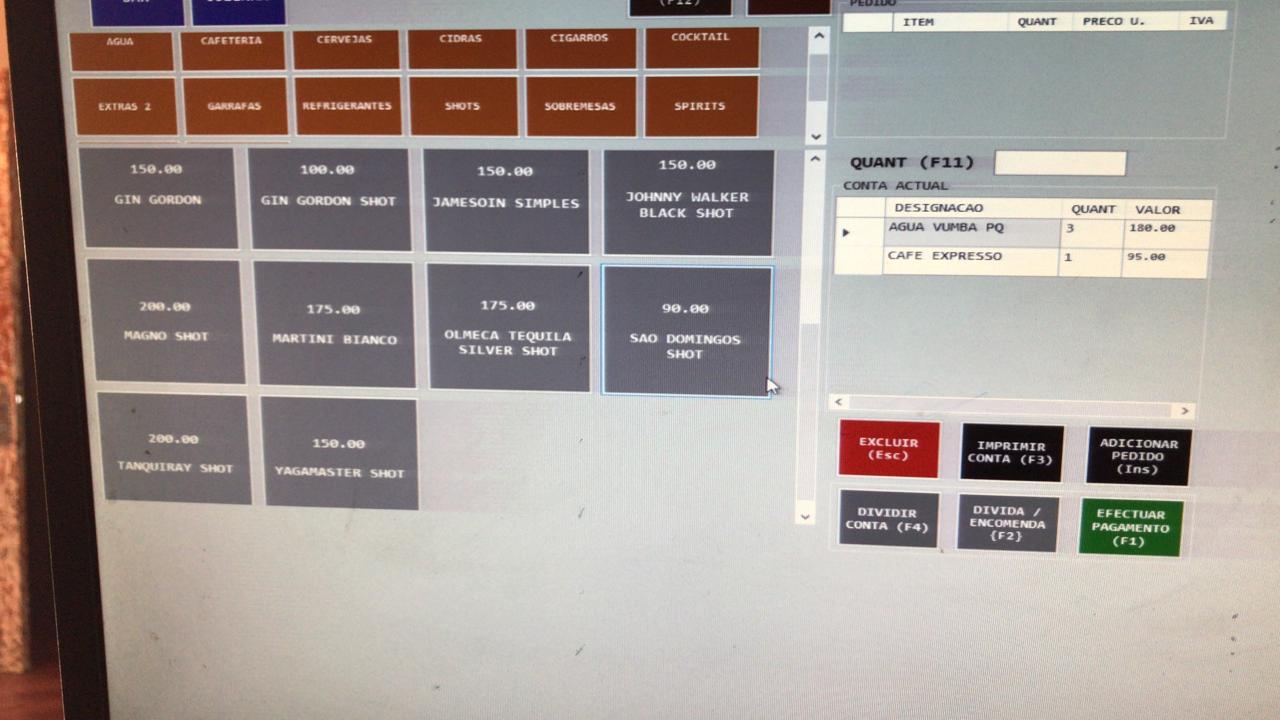 (F12)
PEDIDO
ITEM QUANT PRECO U. IVA
AGUA CAFETERIA CERVEJAS CIDRAS CIGARROS COCKTAIL
EXTRAS 2 GARRAFAS REFRIGERANTES SHOTS SOBREMESAS SPIRITS
150.00
GIN GORDON
100.00
GIN GORDON SHOT
150.00
JAMESOIN SIMPLES
150.00
JOHNNY WALKER
BLACK SHOT
200.00
MAGNO SHOT
175.00
MARTINI BIANCO
175.00
OLMECA TEQUILA
SILVER SHOT
90.00
SAO DOMINGOS
SHOT
200.00
TANQUIRAY SHOT
150.00
YAGAMASTER SHOT
QUANT (F11)
CONTA ACTUAL
DESIGNACAO QUANT VALOR
AGUA VUMBA PQ 3 180.00
CAFE EXPRESSO 1 95.00
EXCLUIR
(Esc)
IMPRIMIR
CONTA (F3)
ADICIONAR
PEDIDO
(Ins)
DIVIDIR
CONTA (F4)
DIVIDA /
ENCOMENDA
{F2}
EFECTUAR
PAGAMENTO
(F1)